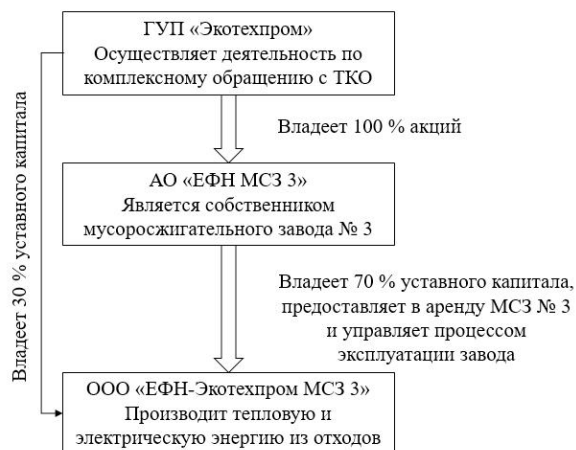 ГУП «Экотехпром»
Осуществляет деятельность по
комплексному обращению с ТКО
Владеет 100 % акций
АО «ЕФН МСЗ 3»
Является собственником
мусоросжигательного завода № 3
Владеет 30 % уставного капитала
Владеет 70 % уставного капитала,
предоставляет в аренду МСЗ № 3
и управляет процессом
эксплуатации завода
ООО «ЕФН-Экотехпром МСЗ 3»
Производит тепловую и
электрическую энергию из отходов